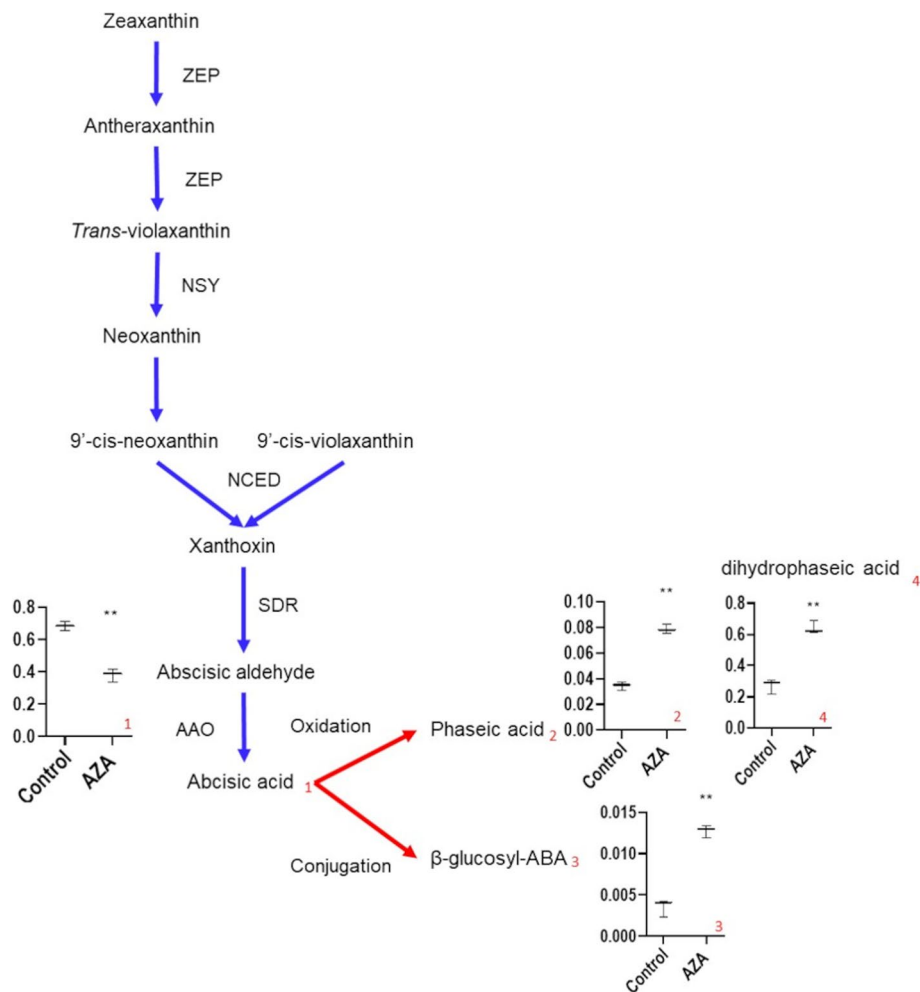 Zeaxanthin
ZEP
Antheraxanthin
ZEP
Trans-violaxanthin
NSY
Neoxanthin
9’-cis-neoxanthin 9’-cis-violaxanthin
NCED
Xanthoxin
SDR
Abscisic aldehyde
AAO
Abcisic acid 1
Oxidation
Phaseic acid 2
Conjugation
β-glucosyl-ABA 3
dihydrophaseic acid 4
0.8
0.6
0.4
0.2
0.0
**
1
Control AZA
0.10
0.08
0.06
0.04
0.02
0.00
**
2
Control AZA
0.8
0.6
0.4
0.2
0.0
**
4
Control AZA
0.015
0.010
0.005
0.000
**
3
Control AZA